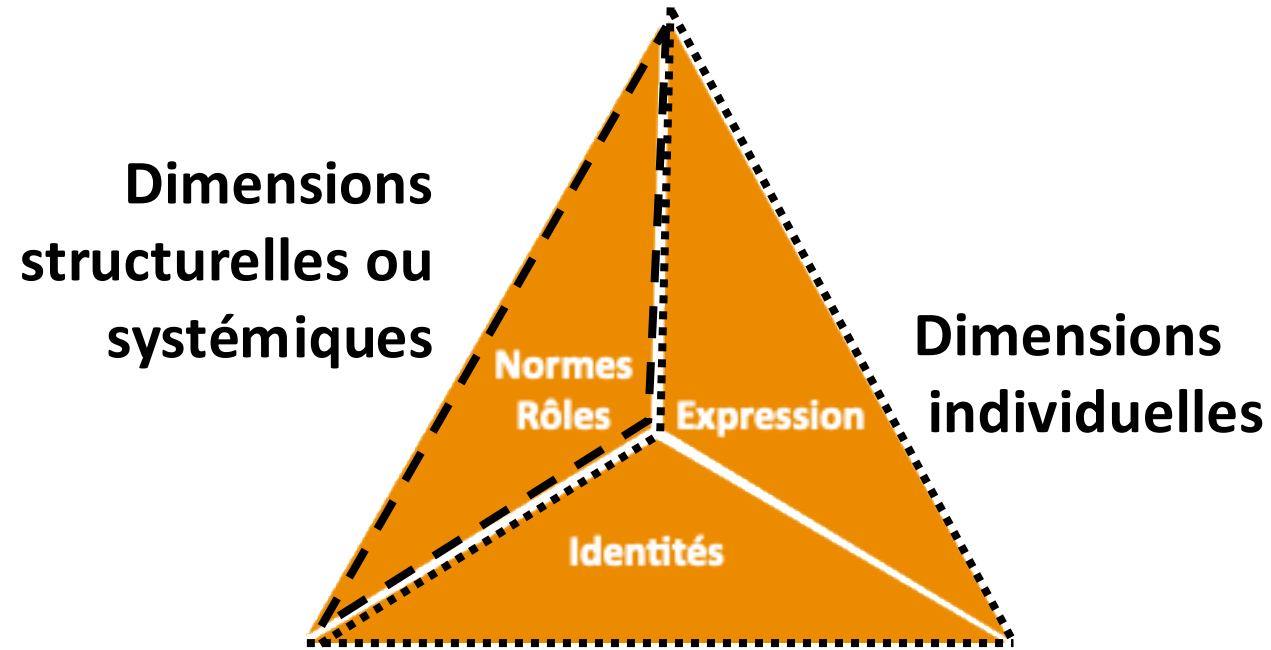 Dimensions
structurelles ou
systémiques
Normes
Rôles
Expression
Identités
Dimensions
individuelles